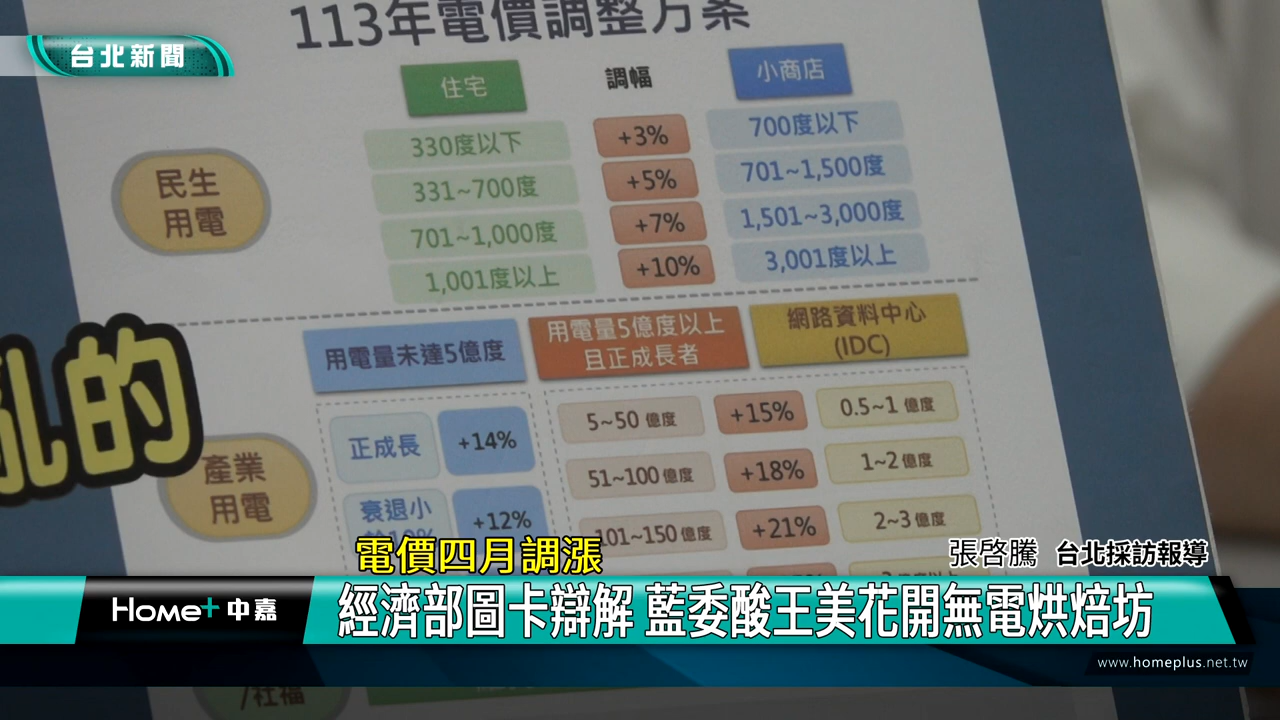 台北新聞
113年電價調整方案
住宅 調幅 小商店
民生
用電
330度以下 +3% 700度以下
331~700度 +5% 701~1,500度
701~1,000度 +7% 1,501~3,000度
1,001度以上 +10% 3,001度以上
亂的
產業
用電
用電量未達5億度
用電量5億度以上
且正成長者
網路資料中心
(IDC)
正成長 +14%
衰退小 +12%
5~50 億度 +15% 0.5~1 億度
51~100 億度 +18% 1~2 億度
101~150 億度 +21% 2~3 億度
電價四月調漲
張啓騰 台北採訪報導
Home+中嘉
經濟部圖卡辯解 藍委酸王美花開無電烘焙坊
www.homeplus.net.tw
/社福